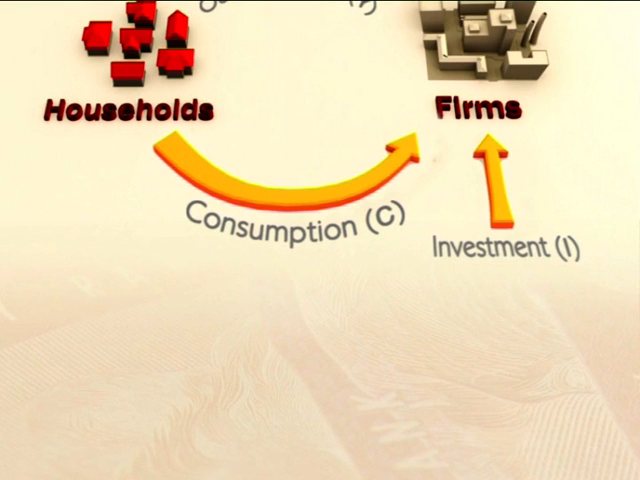 Households
Firms
Consumption (C)
Investment (I)